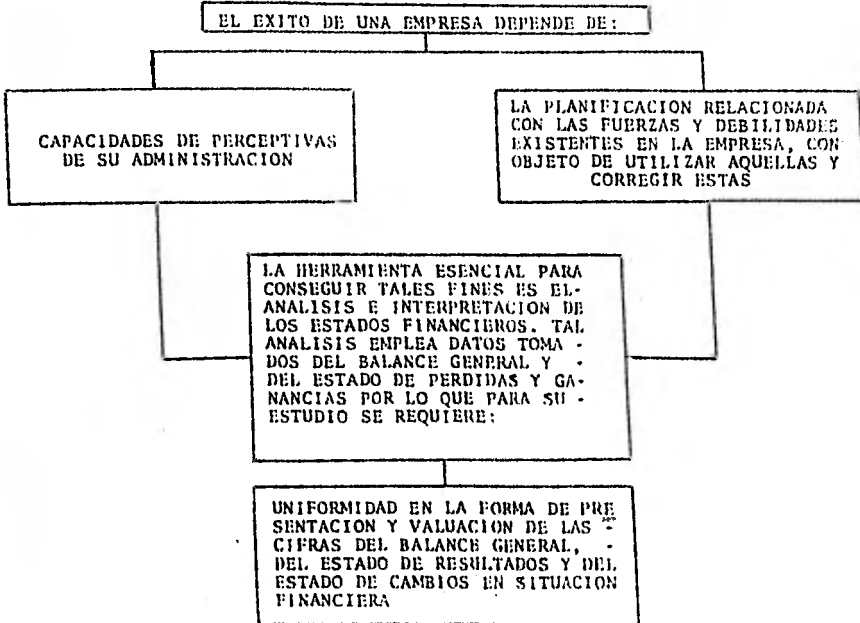 EL EXITO DE UNA EMPRESA DEPENDE DE:
CAPACIDADES DE PERCEPTIVAS
DE SU ADMINISTRACION
LA PLANIFICACION RELACIONADA
CON LAS FUERZAS Y DEBILIDADES
EXISTENTES EN LA EMPRESA, CON
OBJETO DE UTILIZAR AQUELLAS Y
CORREGIR ESTAS
LA HERRAMIENTA ESENCIAL PARA
CONSEGUIR TALES FINES ES EL-
ANALISIS E INTERPRETACION DE
LOS ESTADOS FINANCIEROS. TAL
ANALISIS EMPLEA DATOS TOMA -
DOS DEL BALANCE GENERAL Y -
DEL ESTADO DE PERDIDAS Y GA-
NANCIAS POR LO QUE PARA SU -
ESTUDIO SE REQUIERE:
UNIFORMIDAD EN LA FORMA DE PRE
SENTACION Y VALUACION DE LAS -
CIFRAS DEL BALANCE GENERAL, -
DEL ESTADO DE RESULTADOS Y DEL
ESTADO DE CAMBIOS EN SITUACION
FINANCIERA